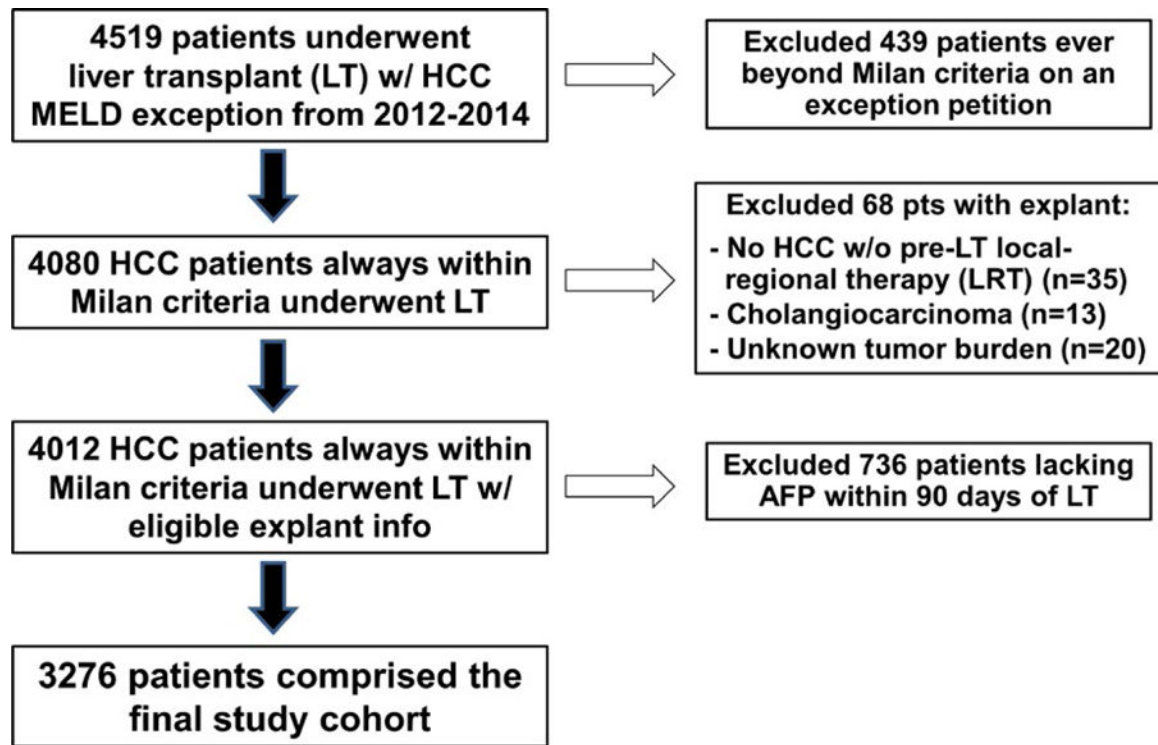 4519 patients underwent
liver transplant (LT) w/ HCC
MELD exception from 2012-2014
Excluded 439 patients ever
beyond Milan criteria on an
exception petition
4080 HCC patients always within
Milan criteria underwent LT
Excluded 68 pts with explant:
- No HCC w/o pre-LT local-
regional therapy (LRT) (n=35)
- Cholangiocarcinoma (n=13)
- Unknown tumor burden (n=20)
4012 HCC patients always within
Milan criteria underwent LT w/
eligible explant info
Excluded 736 patients lacking
AFP within 90 days of LT
3276 patients comprised the
final study cohort